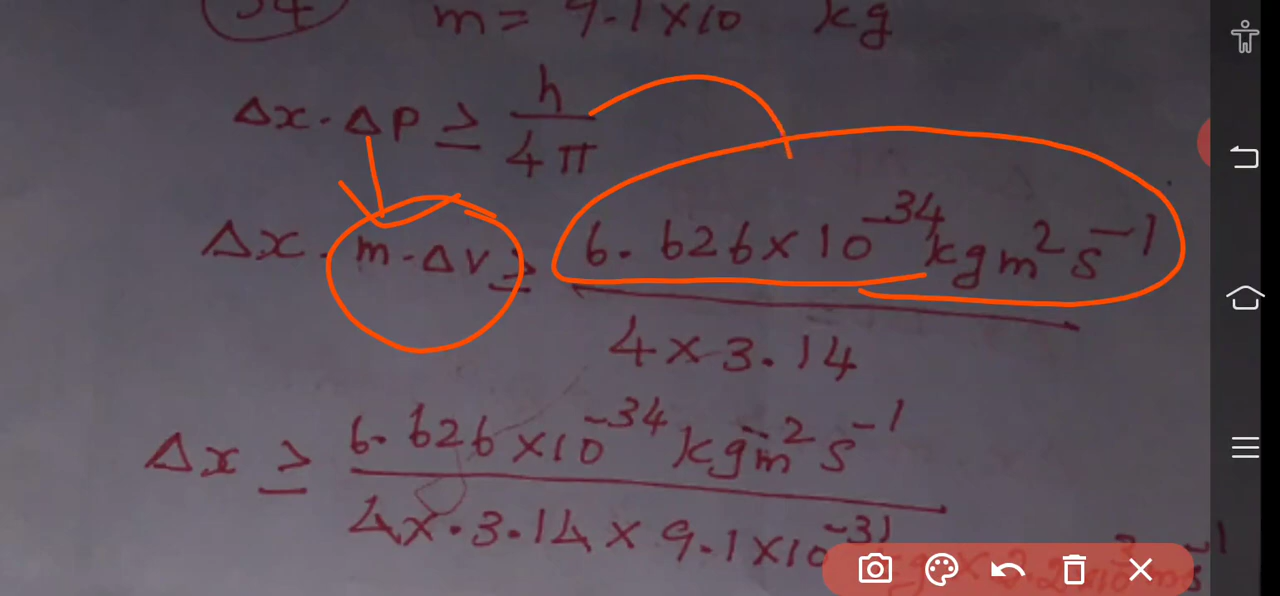 34 m = 9.1×10 kg
Δx·Δp ≥ h/4π
Δx·m·Δv ≥ 6.626×10⁻³⁴ kgm²s⁻¹
4×3.14
Δx ≥ 6.626×10⁻³⁴ kgm²s⁻¹
4×·3.14×9.1×10⁻³¹